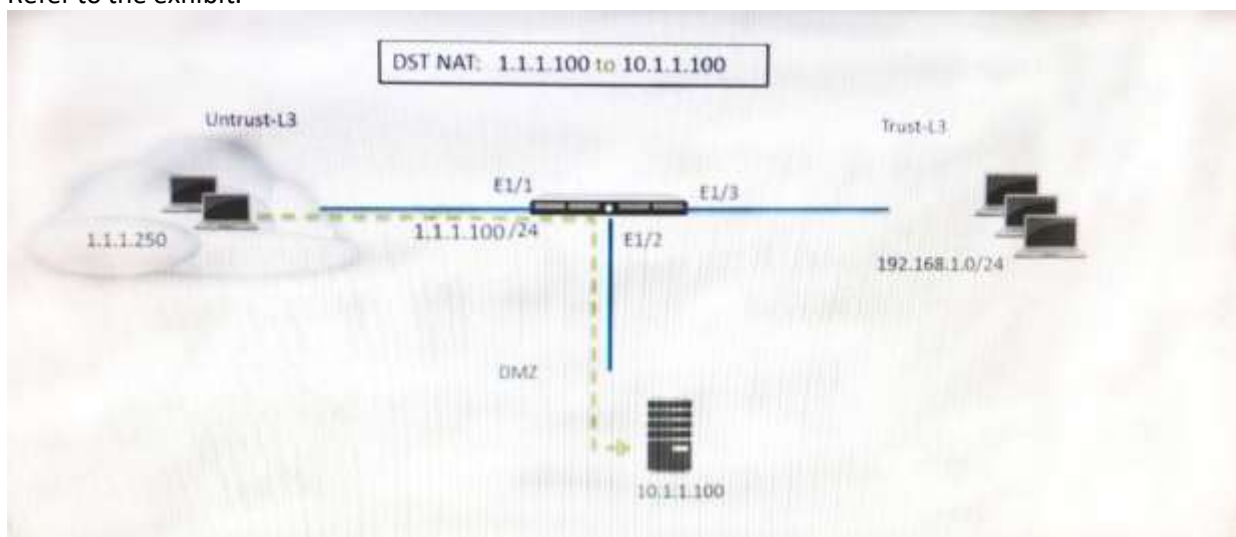 Refer to the exhibit.
DST NAT: 1.1.1.100 to 10.1.1.100
Untrust-L3
Trust-L3
E1/1
E1/3
1.1.1.250
1.1.1.100/24
E1/2
192.168.1.0/24
DMZ
10.1.1.100